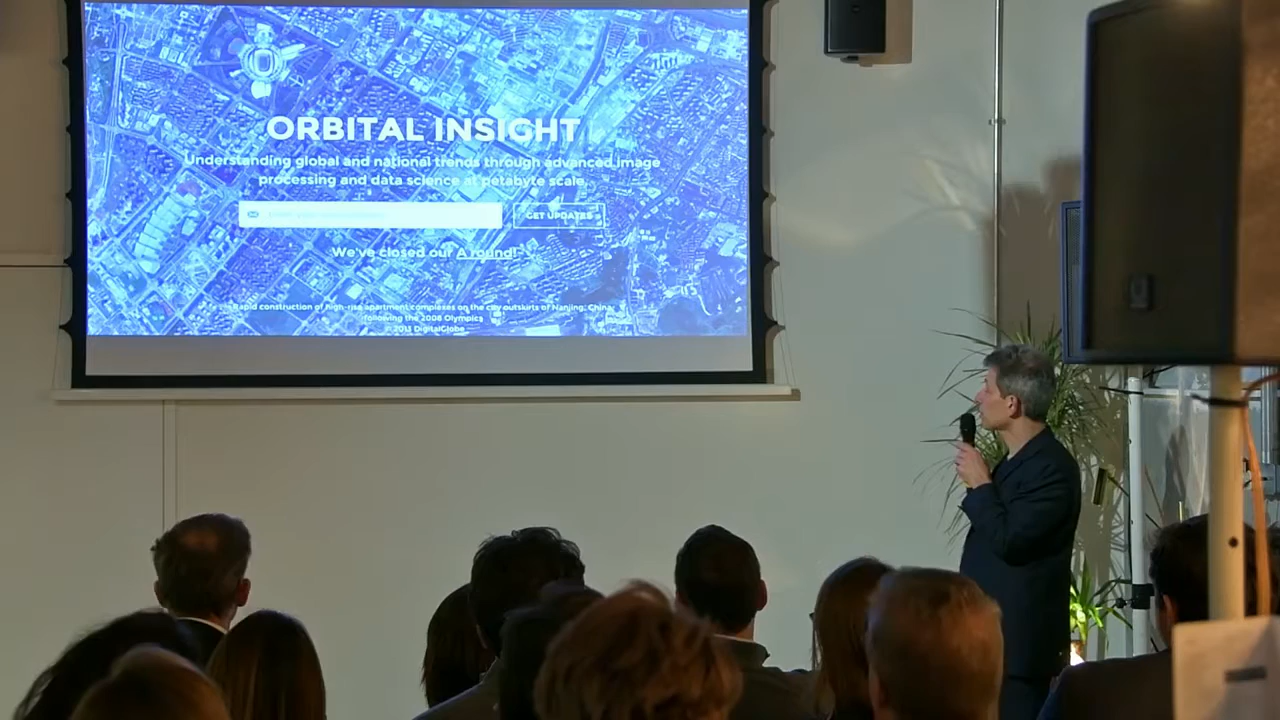 ORBITAL INSIGHT
Understanding global and national trends through advanced image
processing and data science at petabyte scale
GET UPDATES
We've closed our A round!
Rapid construction of high-rise apartment complexes on the city outskirts of Nanjing, China
following the 2008 Olympics
© 2013 DigitalGlobe